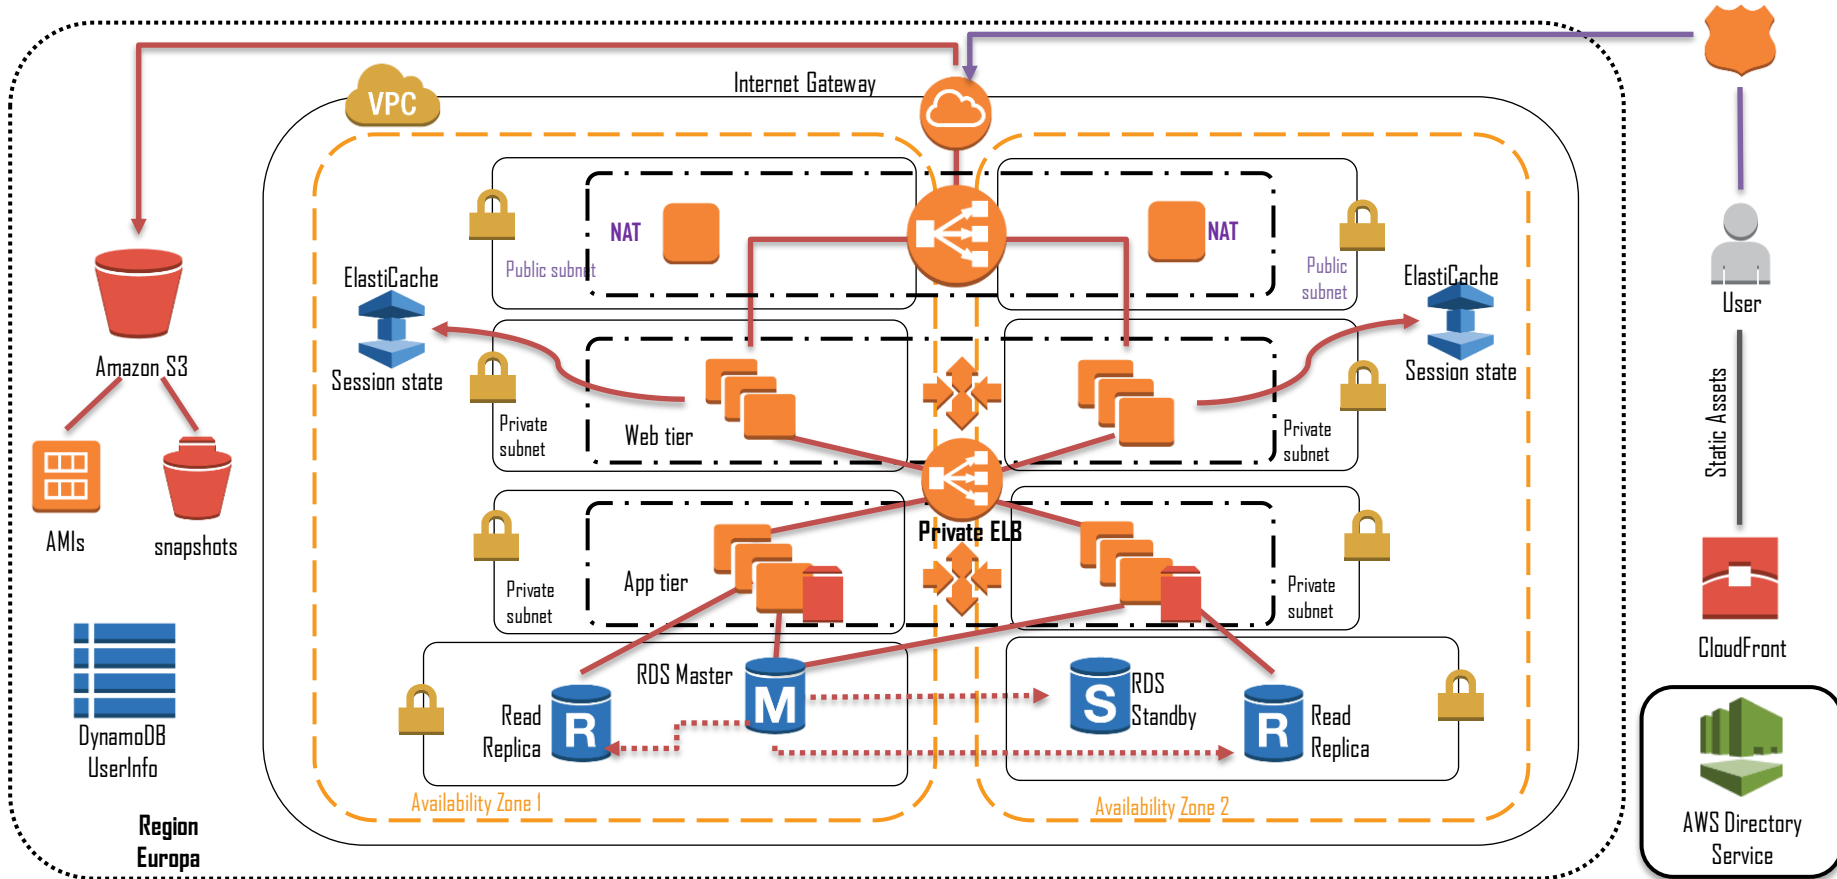 Internet Gateway
VPC
NAT
NAT
Public subnet
Public
subnet
ElastiCache
Session state
ElastiCache
Session state
User
Amazon S3
Web tier
Private
subnet
Private
subnet
Static Assets
AMIs
snapshots
Private ELB
App tier
Private
subnet
Private
subnet
CloudFront
RDS Master
M
Read
Replica
R
S
RDS
Standby
R
Read
Replica
DynamoDB
UserInfo
Availability Zone 1
Availability Zone 2
Region
Europa
AWS Directory
Service